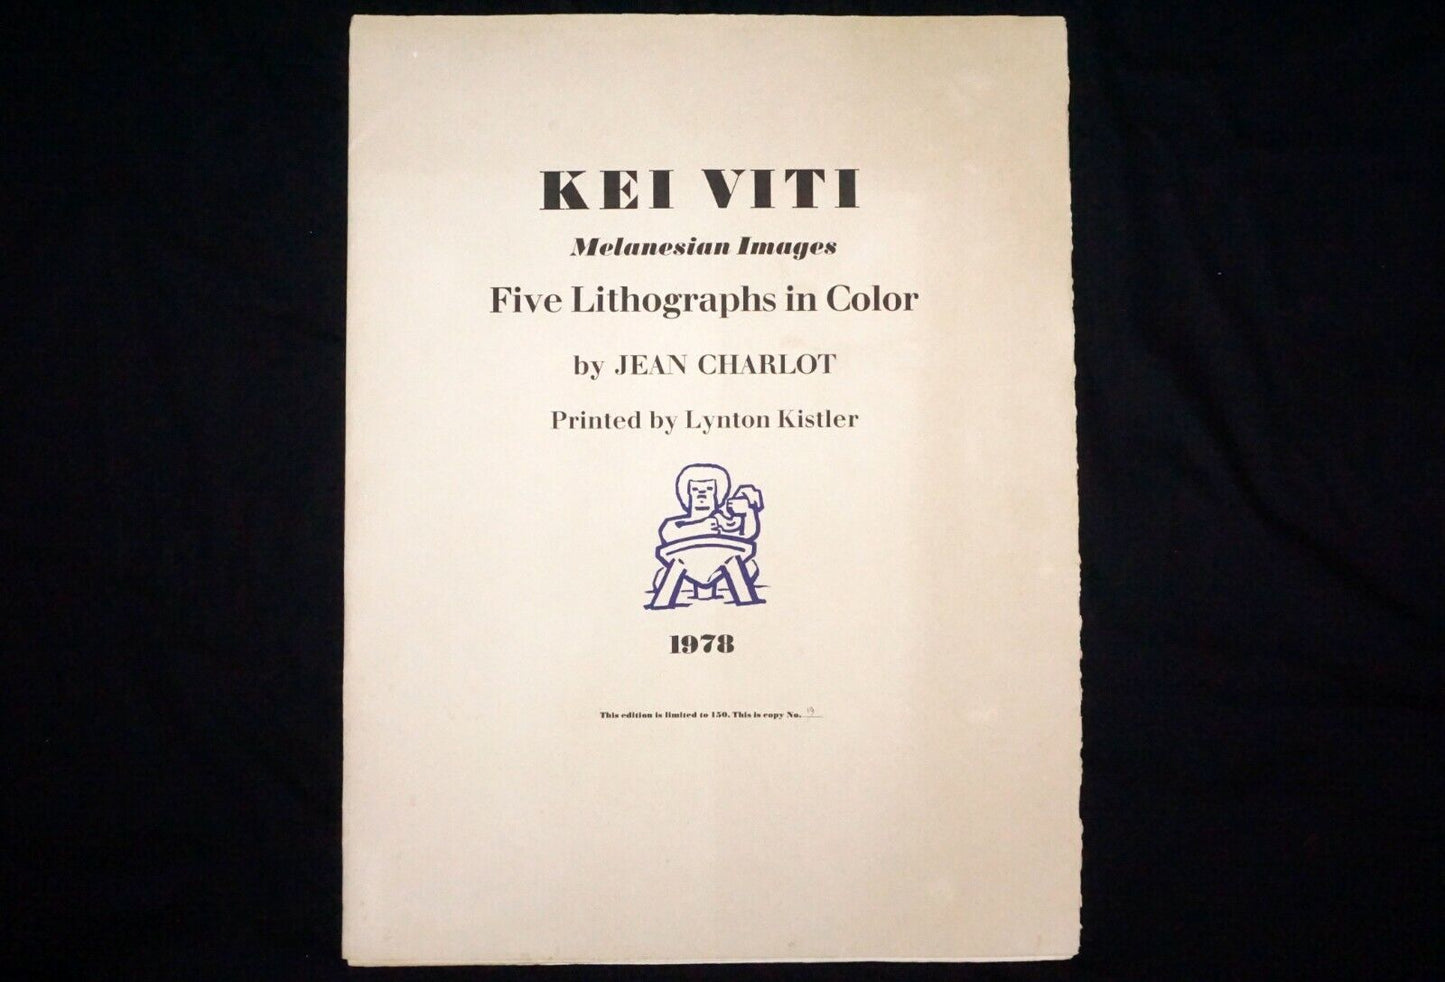 KEI VITI
Melanesian Images
Five Lithographs in Color
by JEAN CHARLOT
Printed by Lynton Kistler
1978
This edition is limited to 150. This is copy No. 19